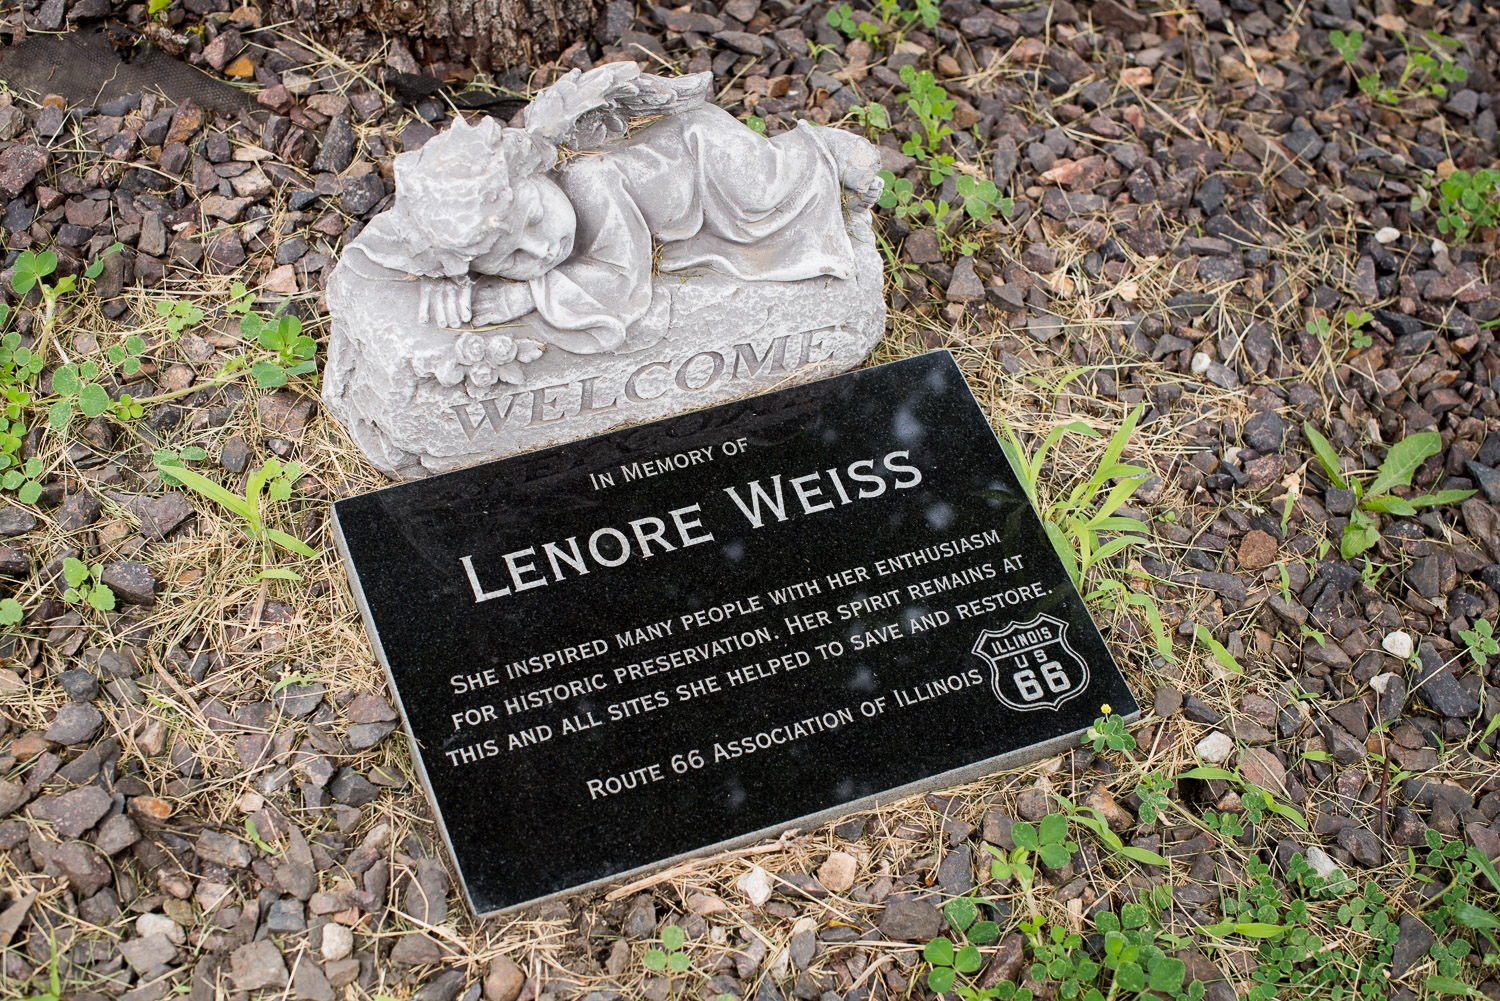 WELCOME
IN MEMORY OF
LENORE WEISS
SHE INSPIRED MANY PEOPLE WITH HER ENTHUSIASM
FOR HISTORIC PRESERVATION. HER SPIRIT REMAINS AT
THIS AND ALL SITES SHE HELPED TO SAVE AND RESTORE.
ROUTE 66 ASSOCIATION OF ILLINOIS
ILLINOIS
US
66